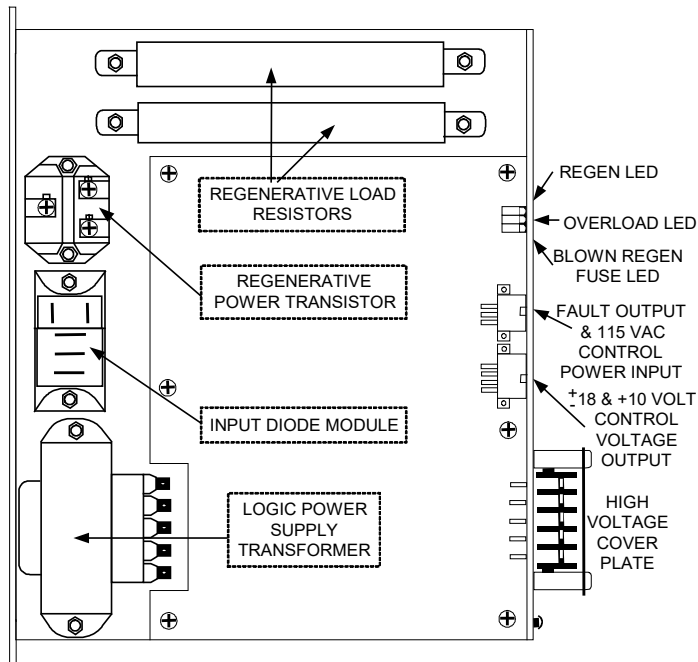 REGENERATIVE LOAD
RESISTORS
REGENERATIVE
POWER TRANSISTOR
INPUT DIODE MODULE
LOGIC POWER
SUPPLY
TRANSFORMER
REGEN LED
OVERLOAD LED
BLOWN REGEN
FUSE LED
FAULT OUTPUT
& 115 VAC
CONTROL
POWER INPUT
+
-18 & +10 VOLT
CONTROL
VOLTAGE
OUTPUT
HIGH
VOLTAGE
COVER
PLATE